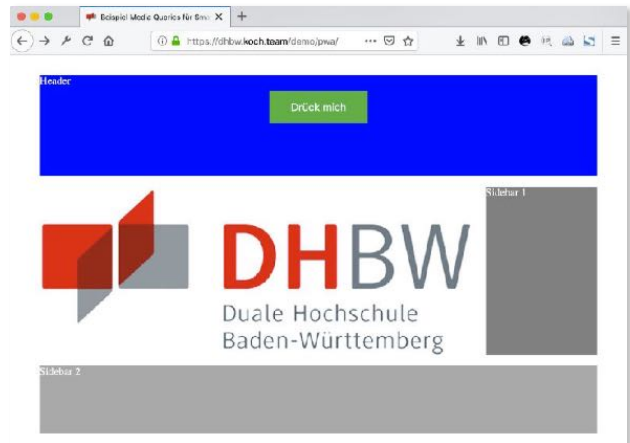 Beispiel Media Queries für Sma
https://dhbw.koch.team/demo/pwa/
Header
Drück mich
Sidebar 1
DHBW
Duale Hochschule
Baden-Württemberg
Sidebar 2